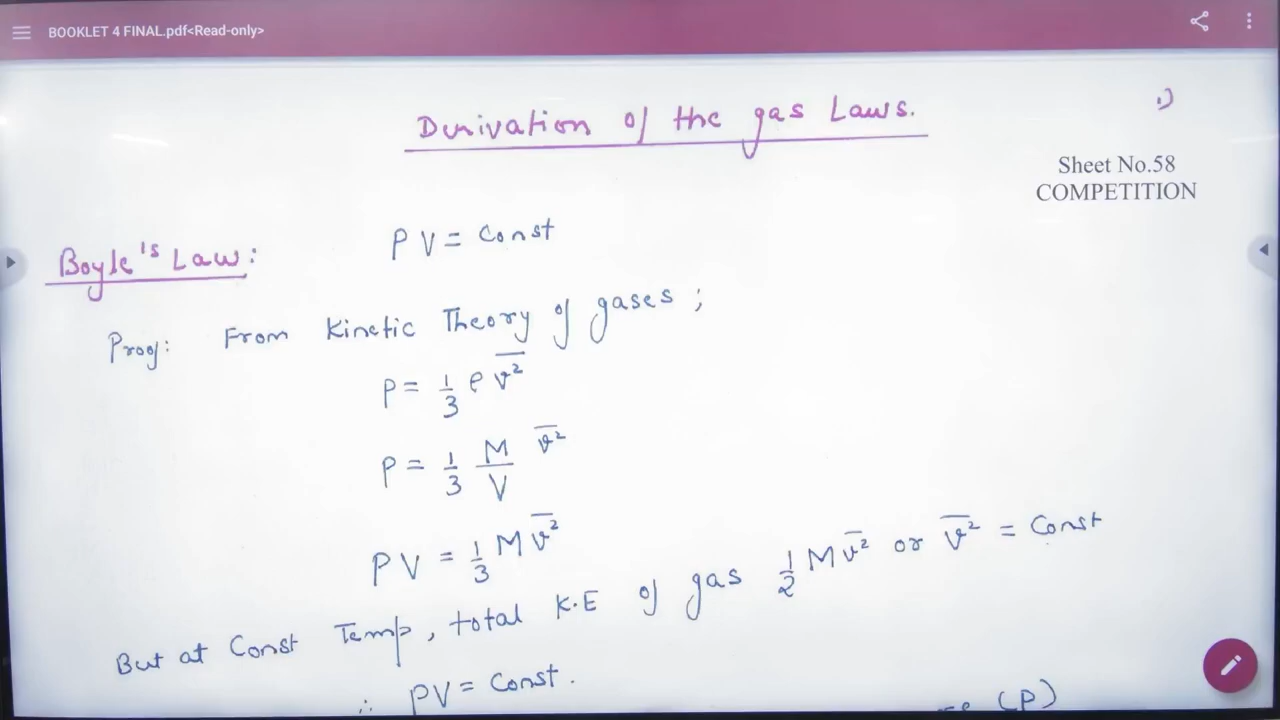 BOOKLET 4 FINAL.pdf<Read-only>
Derivation of the gas Laws.
1)
Sheet No.58
COMPETITION
Boyle's Law: PV = Const
Proof: From Kinetic Theory of gases;
P = 1/3 ρ v̅²
P = 1/3 M/V v̅²
PV = 1/3 M v̅²
But at Const Temp, total K.E of gas 1/2 M v̅² or v̅² = Const
∴ PV = Const.
(P)